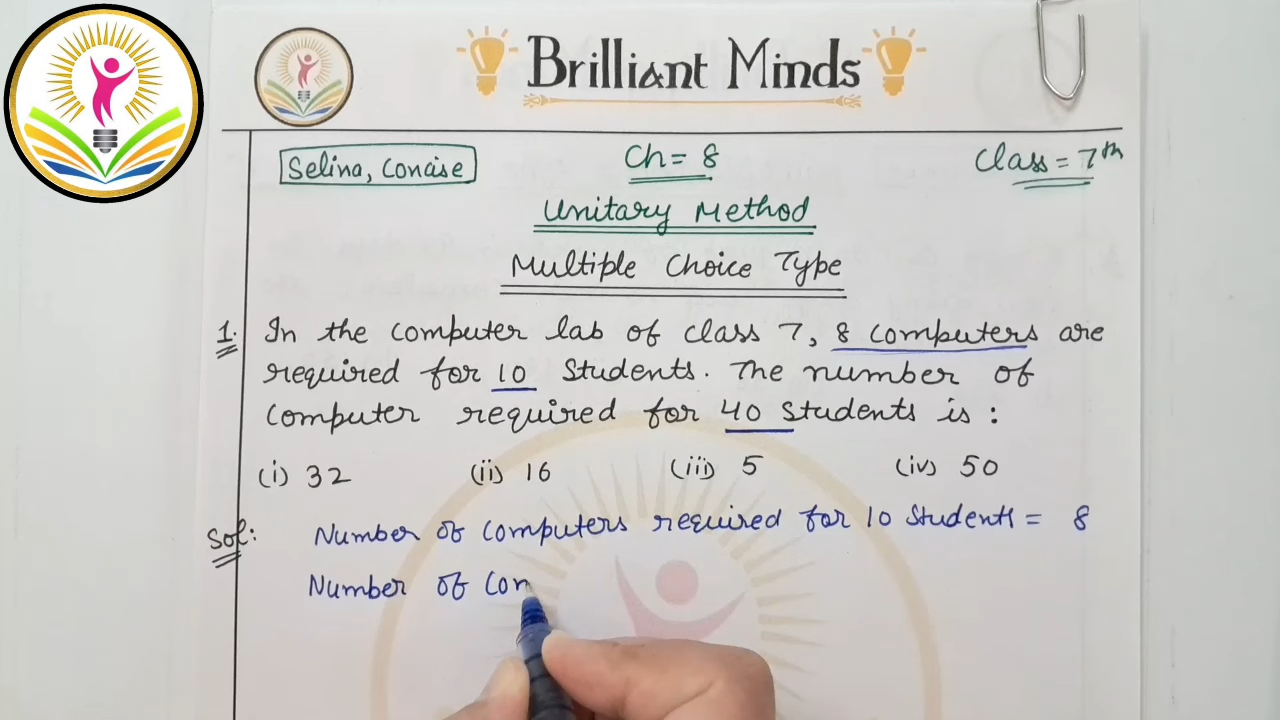 Brilliant Minds
Selina, Concise
Ch = 8
Class = 7th
Unitary Method
Multiple Choice Type
1. In the computer lab of class 7, 8 computers are
required for 10 students. The number of
computer required for 40 students is :
(i) 32 (ii) 16 (iii) 5 (iv) 50
Sol: Number of computers required for 10 students = 8
Number of Com